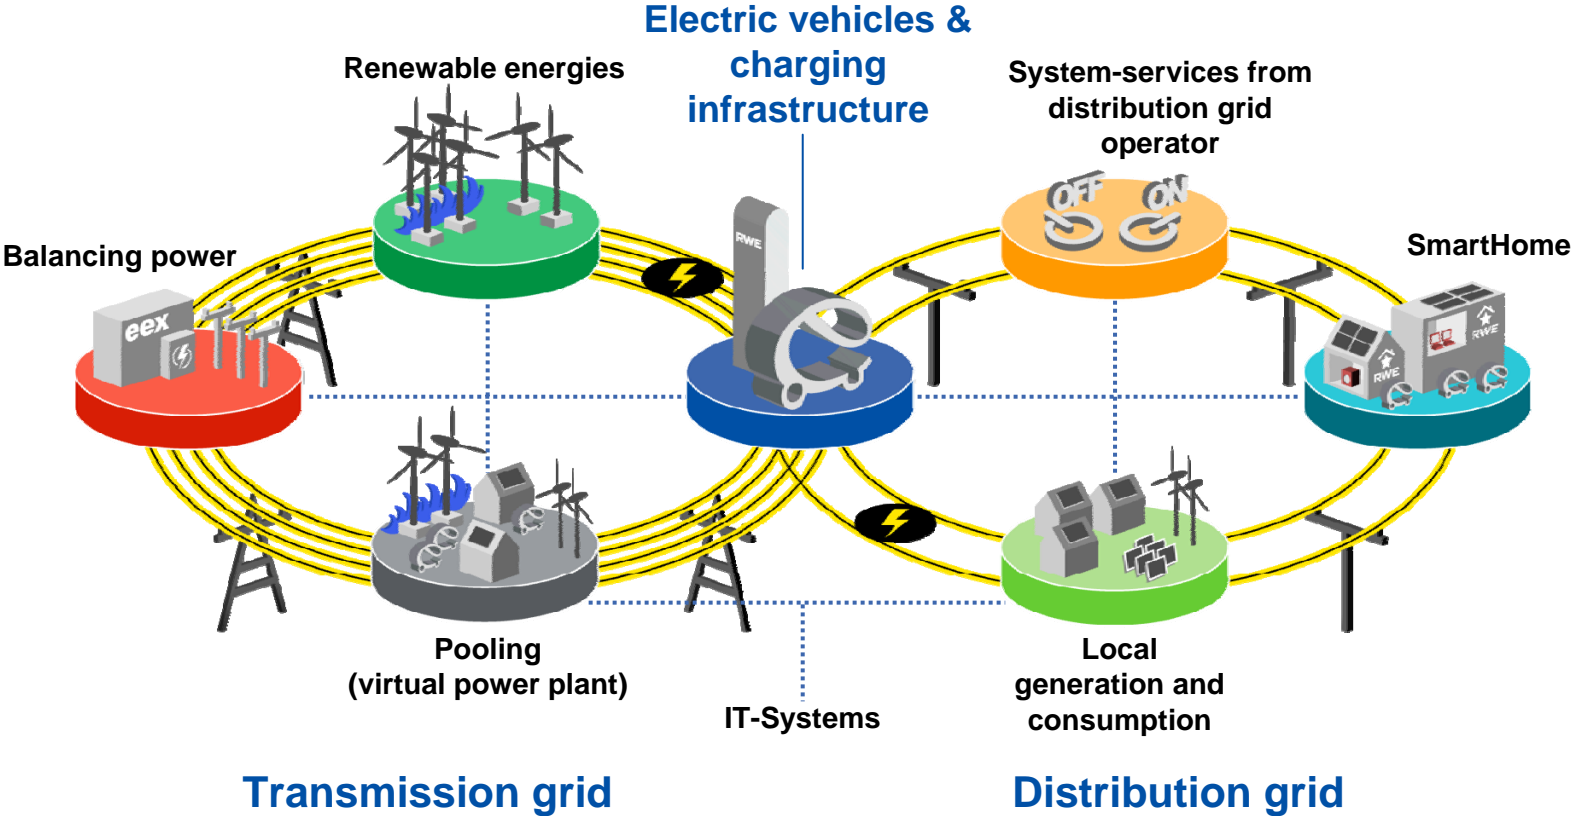 Electric vehicles &
charging
infrastructure
Renewable energies
System-services from
distribution grid
operator
Balancing power
SmartHome
OFF
ON
RWE
eex
RWE
RWE
Pooling
(virtual power plant)
Local
generation and
consumption
IT-Systems
Transmission grid
Distribution grid